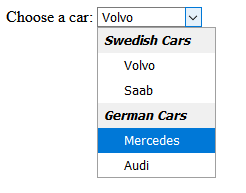 Choose a car: Volvo
Swedish Cars
Volvo
Saab
German Cars
Mercedes
Audi